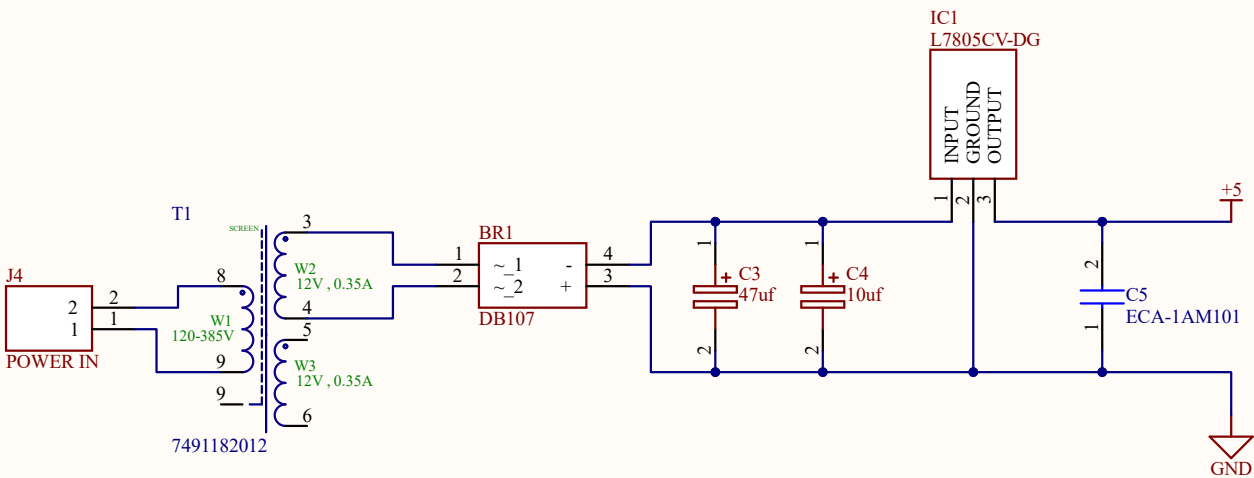 IC1
L7805CV-DG
INPUT
GROUND
OUTPUT
1
2
3
+5
T1
SCREEN
3
W2
12V , 0.35A
4
5
W3
12V , 0.35A
6
8
W1
120-385V
9
9
7491182012
J4
2
1
2
1
POWER IN
BR1
1
2
~_1
~_2
-
+
4
3
DB107
1
+
C3
47uf
2
1
+
C4
10uf
2
2
C5
ECA-1AM101
1
GND